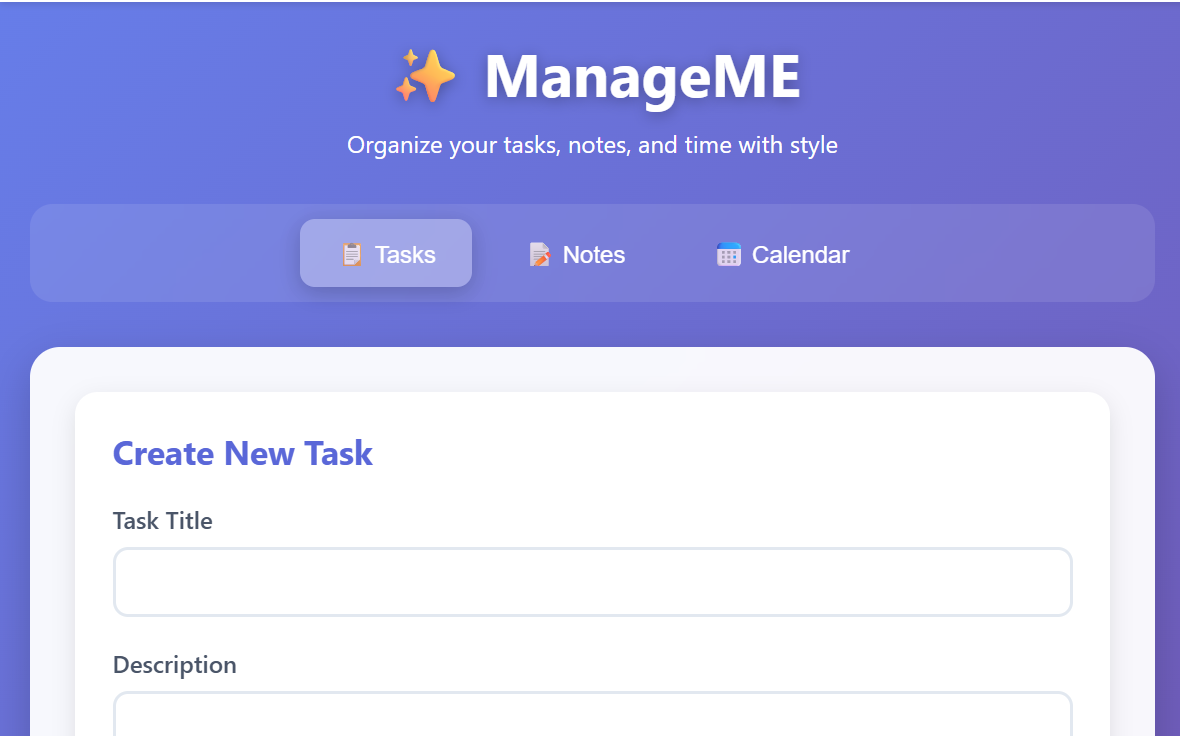 ManageME
Organize your tasks, notes, and time with style
Tasks
Notes
Calendar
Create New Task
Task Title
Description